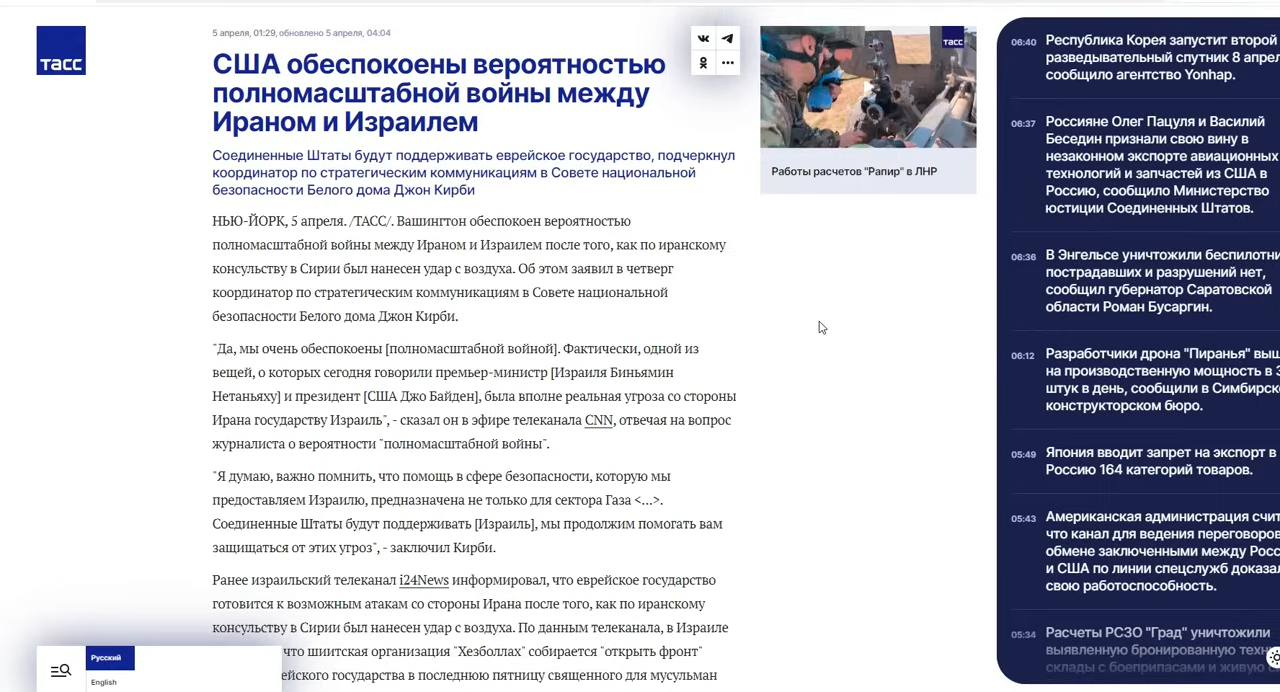 ТАСС
5 апреля, 01:29, обновлено 5 апреля, 04:04
США обеспокоены вероятностью
полномасштабной войны между
Ираном и Израилем
Соединенные Штаты будут поддерживать еврейское государство, подчеркнул
координатор по стратегическим коммуникациям в Совете национальной
безопасности Белого дома Джон Кирби
НЬЮ-ЙОРК, 5 апреля. /ТАСС/. Вашингтон обеспокоен вероятностью
полномасштабной войны между Ираном и Израилем после того, как по иранскому
консульству в Сирии был нанесен удар с воздуха. Об этом заявил в четверг
координатор по стратегическим коммуникациям в Совете национальной
безопасности Белого дома Джон Кирби.
"Да, мы очень обеспокоены [полномасштабной войной]. Фактически, одной из
вещей, о которых сегодня говорили премьер-министр [Израиля Биньямин
Нетаньяху] и президент [США Джо Байден], была вполне реальная угроза со стороны
Ирана государству Израиль", - сказал он в эфире телеканала CNN, отвечая на вопрос
журналиста о вероятности "полномасштабной войны".
"Я думаю, важно помнить, что помощь в сфере безопасности, которую мы
предоставляем Израилю, предназначена не только для сектора Газа <...>.
Соединенные Штаты будут поддерживать [Израиль], мы продолжим помогать вам
защищаться от этих угроз", - заключил Кирби.
Ранее израильский телеканал i24News информировал, что еврейское государство
готовится к возможным атакам со стороны Ирана после того, как по иранскому
консульству в Сирии был нанесен удар с воздуха. По данным телеканала, в Израиле
что шиитская организация "Хезболлах" собирается "открыть фронт"
ейского государства в последнюю пятницу священного для мусульман
Русский
English
ТАСС
Работы расчетов "Рапир" в ЛНР
06:40 Республика Корея запустит второй
разведывательный спутник 8 апрел
сообщило агентство Yonhap.
06:37 Россияне Олег Пацуля и Василий
Беседин признали свою вину в
незаконном экспорте авиационных
технологий и запчастей из США в
Россию, сообщило Министерство
юстиции Соединенных Штатов.
06:36 В Энгельсе уничтожили беспилотни
пострадавших и разрушений нет,
сообщил губернатор Саратовской
области Роман Бусаргин.
06:12 Разработчики дрона "Пиранья" выш
на производственную мощность в
штук в день, сообщили в Симбирск
конструкторском бюро.
05:49 Япония вводит запрет на экспорт в
Россию 164 категорий товаров.
05:43 Американская администрация счит
что канал для ведения переговоров
обмене заключенными между Росс
и США по линии спецслужб доказал
свою работоспособность.
05:34 Расчеты РСЗО "Град" уничтожили
выявленную бронированную техн
склады с боеприпасами и живую с